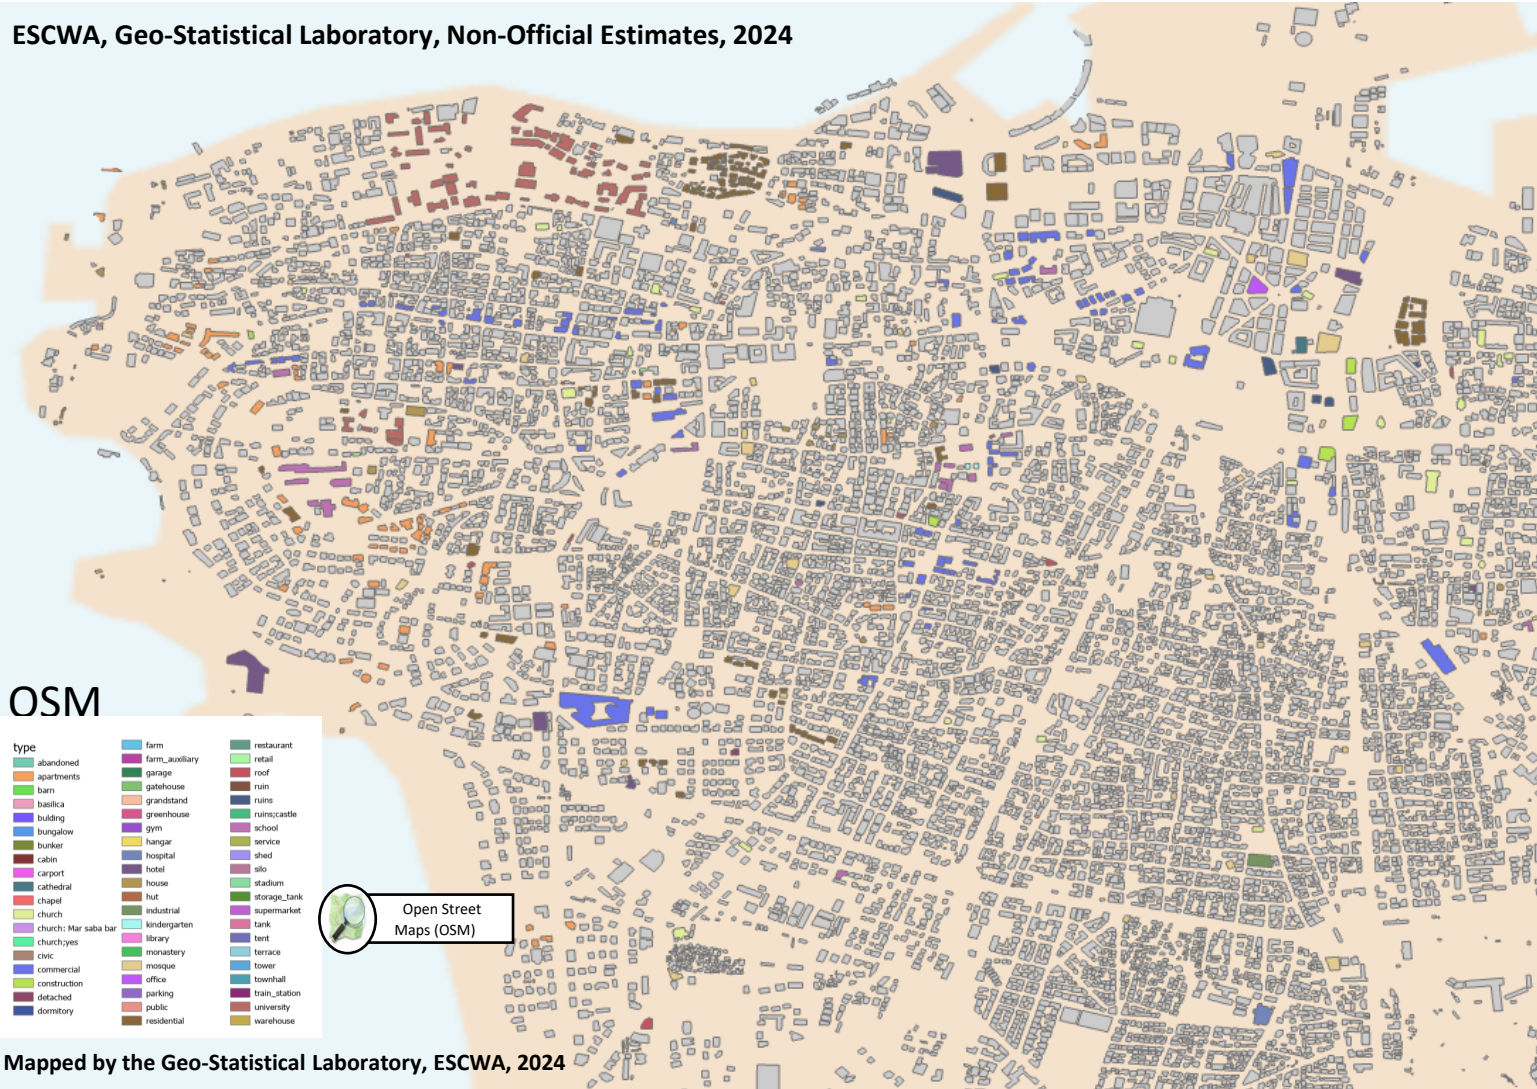 ESCWA, Geo-Statistical Laboratory, Non-Official Estimates, 2024
OSM
type
abandoned
apartments
barn
basilica
bulding
bungalow
bunker
cabin
carport
cathedral
chapel
church
church: Mar saba bar
church;yes
civic
commercial
construction
detached
dormitory
farm
farm_auxiliary
garage
gatehouse
grandstand
greenhouse
gym
hangar
hospital
hotel
house
hut
industrial
kindergarten
library
monastery
mosque
office
parking
public
residential
restaurant
retail
roof
ruin
ruins
ruins;castle
school
service
shed
silo
stadium
storage_tank
supermarket
tank
tent
terrace
tower
townhall
train_station
university
warehouse
Open Street
Maps (OSM)
Mapped by the Geo-Statistical Laboratory, ESCWA, 2024